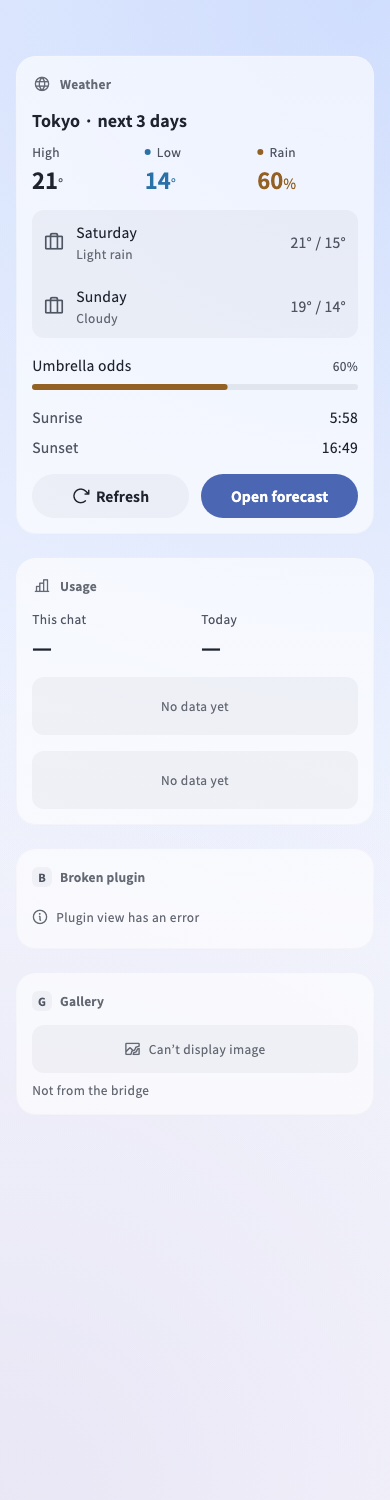 Weather
Tokyo · next 3 days
High Low Rain
21° 14° 60%
Saturday
Light rain
21° / 15°
Sunday
Cloudy
19° / 14°
Umbrella odds 60%
Sunrise 5:58
Sunset 16:49
Refresh Open forecast
Usage
This chat Today
— —
No data yet
No data yet
B Broken plugin
Plugin view has an error
G Gallery
Can’t display image
Not from the bridge